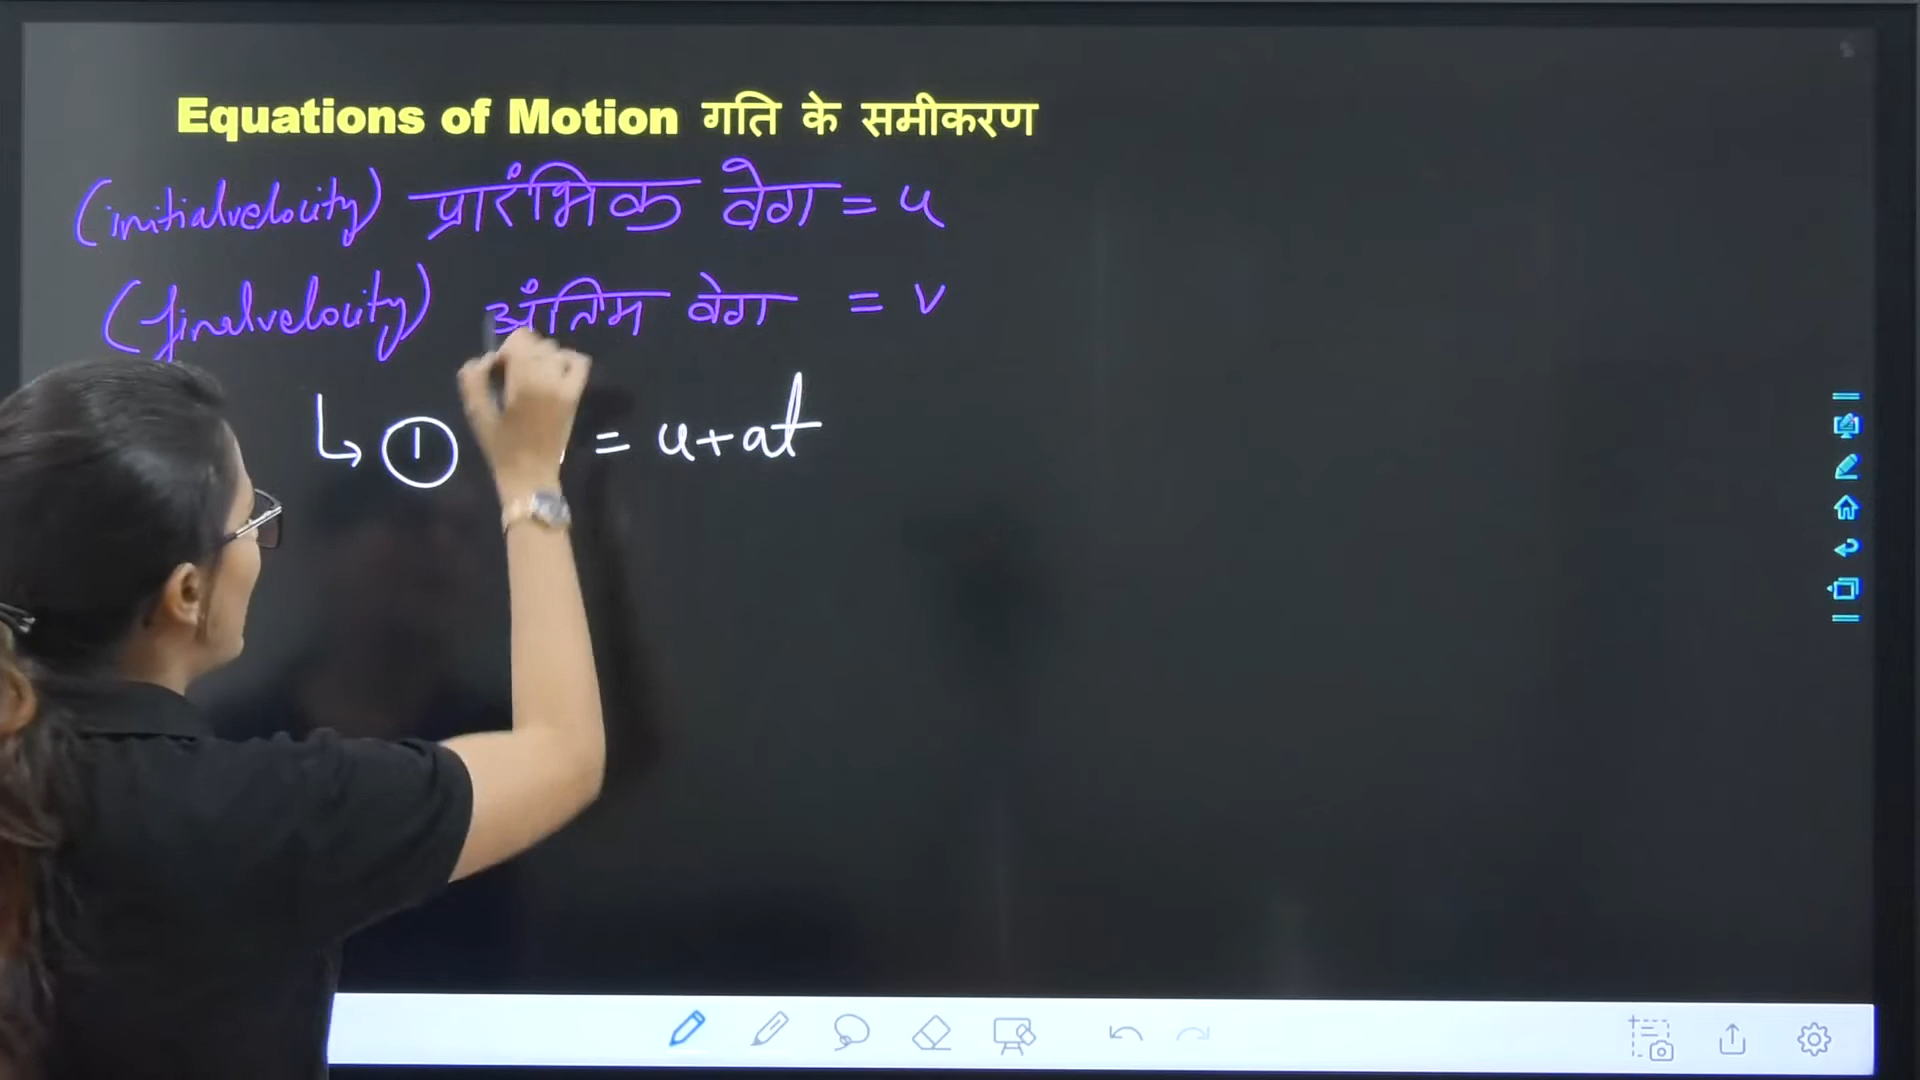 Equations of Motion गति के समीकरण
(initial velocity) प्रारंभिक वेग = u
(final velocity) अंतिम वेग = v
↳ ① = u + at